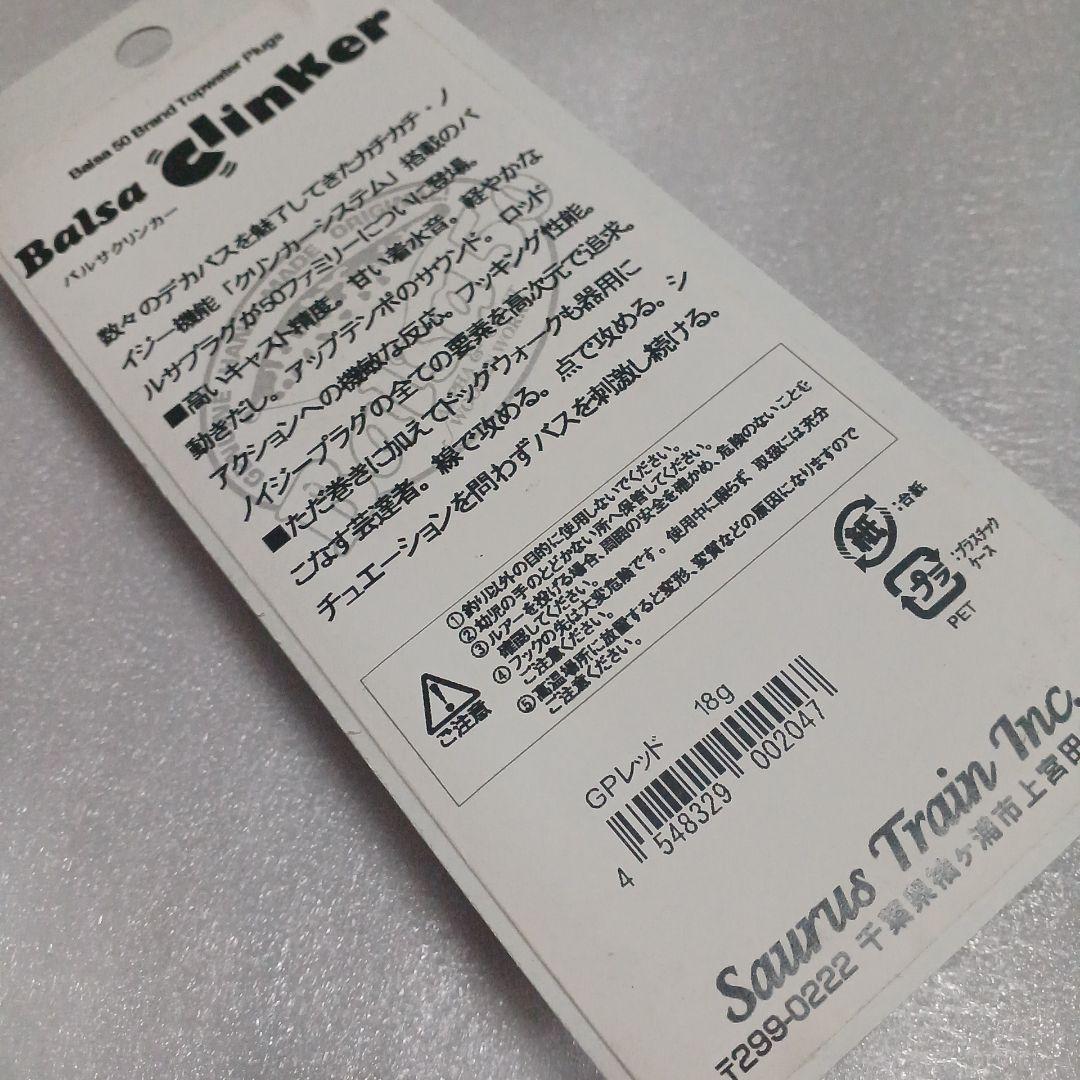 Balsa 50 Brand Topwater Plugs
Balsa Clinker
バルサクリンカー
数々のデカバスを魅了してきたカチカチ・ノ
イジー機能「クリンカーシステム」搭載のバ
ルサプラグが50ファミリーについに登場。
■高いキャスト精度。甘い着水音。軽やかな
動きだし。アップテンポのサウンド。ロッド
アクションへの機敏な反応。フッキング性能。
ノイジープラグの全ての要素を高次元で追求。
■ただ巻きに加えてドッグウォークも器用に
こなす芸達者。線で攻める。点で攻める。シ
チュエーションを問わずバスを刺激し続ける。
ご注意
①釣り以外の目的に使用しないでください。
②幼児の手のとどかない所へ保管してください。
③ルアーを投げる場合、周囲の安全を確かめ、危険のないことを
確認してください。
④フックの先は大変危険です。使用中に限らず、取扱には充分
ご注意ください。
⑤高温場所に放置すると変形、変質などの原因になりますので
ご注意ください。
紙
:台紙
プラ
:プラスチック
ケース
PET
GPレッド 18g
4 548329 002047
Saurus Train Inc.
〒299-0222 千葉県袖ヶ浦市上宮田